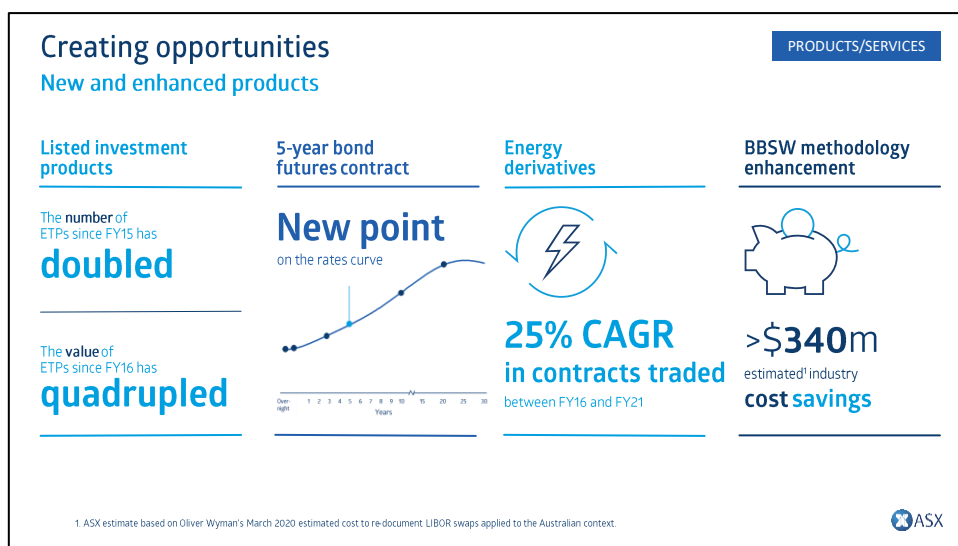 Creating opportunities
PRODUCTS/SERVICES
New and enhanced products
Listed investment
products
The number of
ETPs since FY15 has
doubled
The value of
ETPs since FY16 has
quadrupled
5-year bond
futures contract
New point
on the rates curve
Over-
night
1 2 3 4 5 6 7 8 9 10 15 20 25 30
Years
Energy
derivatives
25% CAGR
in contracts traded
between FY16 and FY21
BBSW methodology
enhancement
>$340m
estimated¹ industry
cost savings
1. ASX estimate based on Oliver Wyman's March 2020 estimated cost to re-document LIBOR swaps applied to the Australian context.
ASX